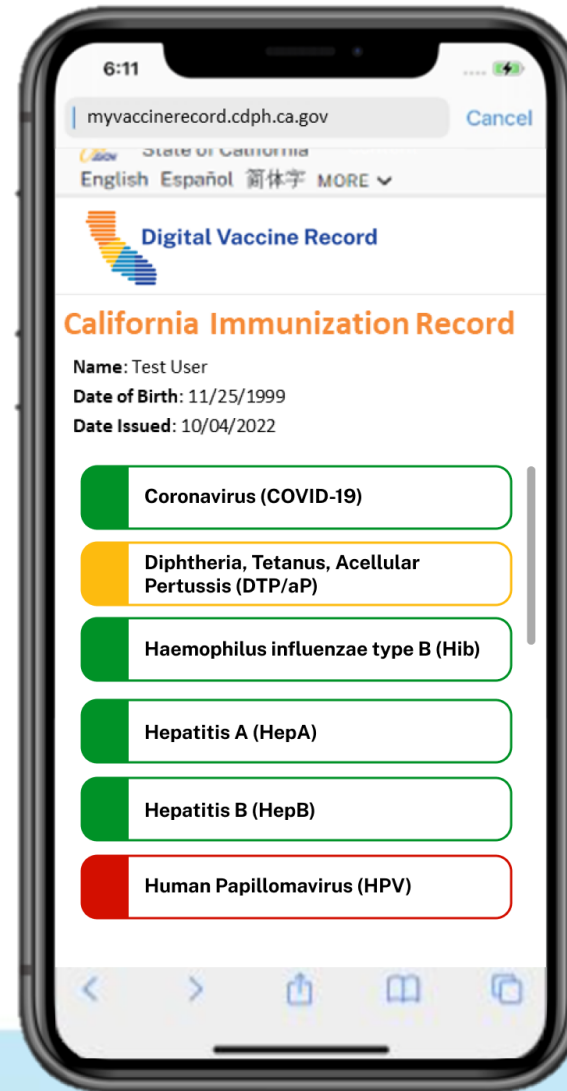 6:11
myvaccinerecord.cdph.ca.gov Cancel
State of California
English Español 简体字 MORE
Digital Vaccine Record
California Immunization Record
Name: Test User
Date of Birth: 11/25/1999
Date Issued: 10/04/2022
Coronavirus (COVID-19)
Diphtheria, Tetanus, Acellular
Pertussis (DTP/aP)
Haemophilus influenzae type B (Hib)
Hepatitis A (HepA)
Hepatitis B (HepB)
Human Papillomavirus (HPV)